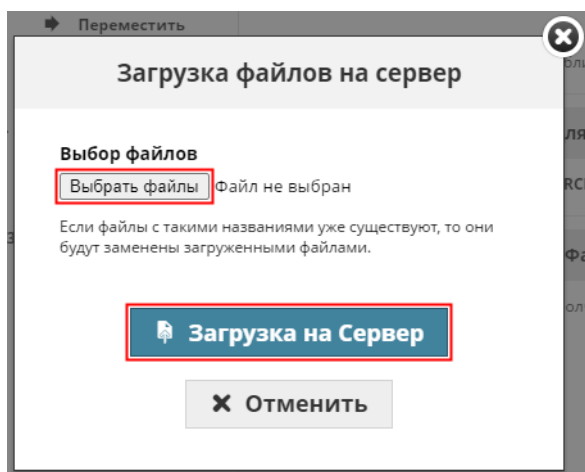 Переместить
Загрузка файлов на сервер
Выбор файлов
Выбрать файлы Файл не выбран
Если файлы с такими названиями уже существуют, то они
будут заменены загруженными файлами.
Загрузка на Сервер
Отменить